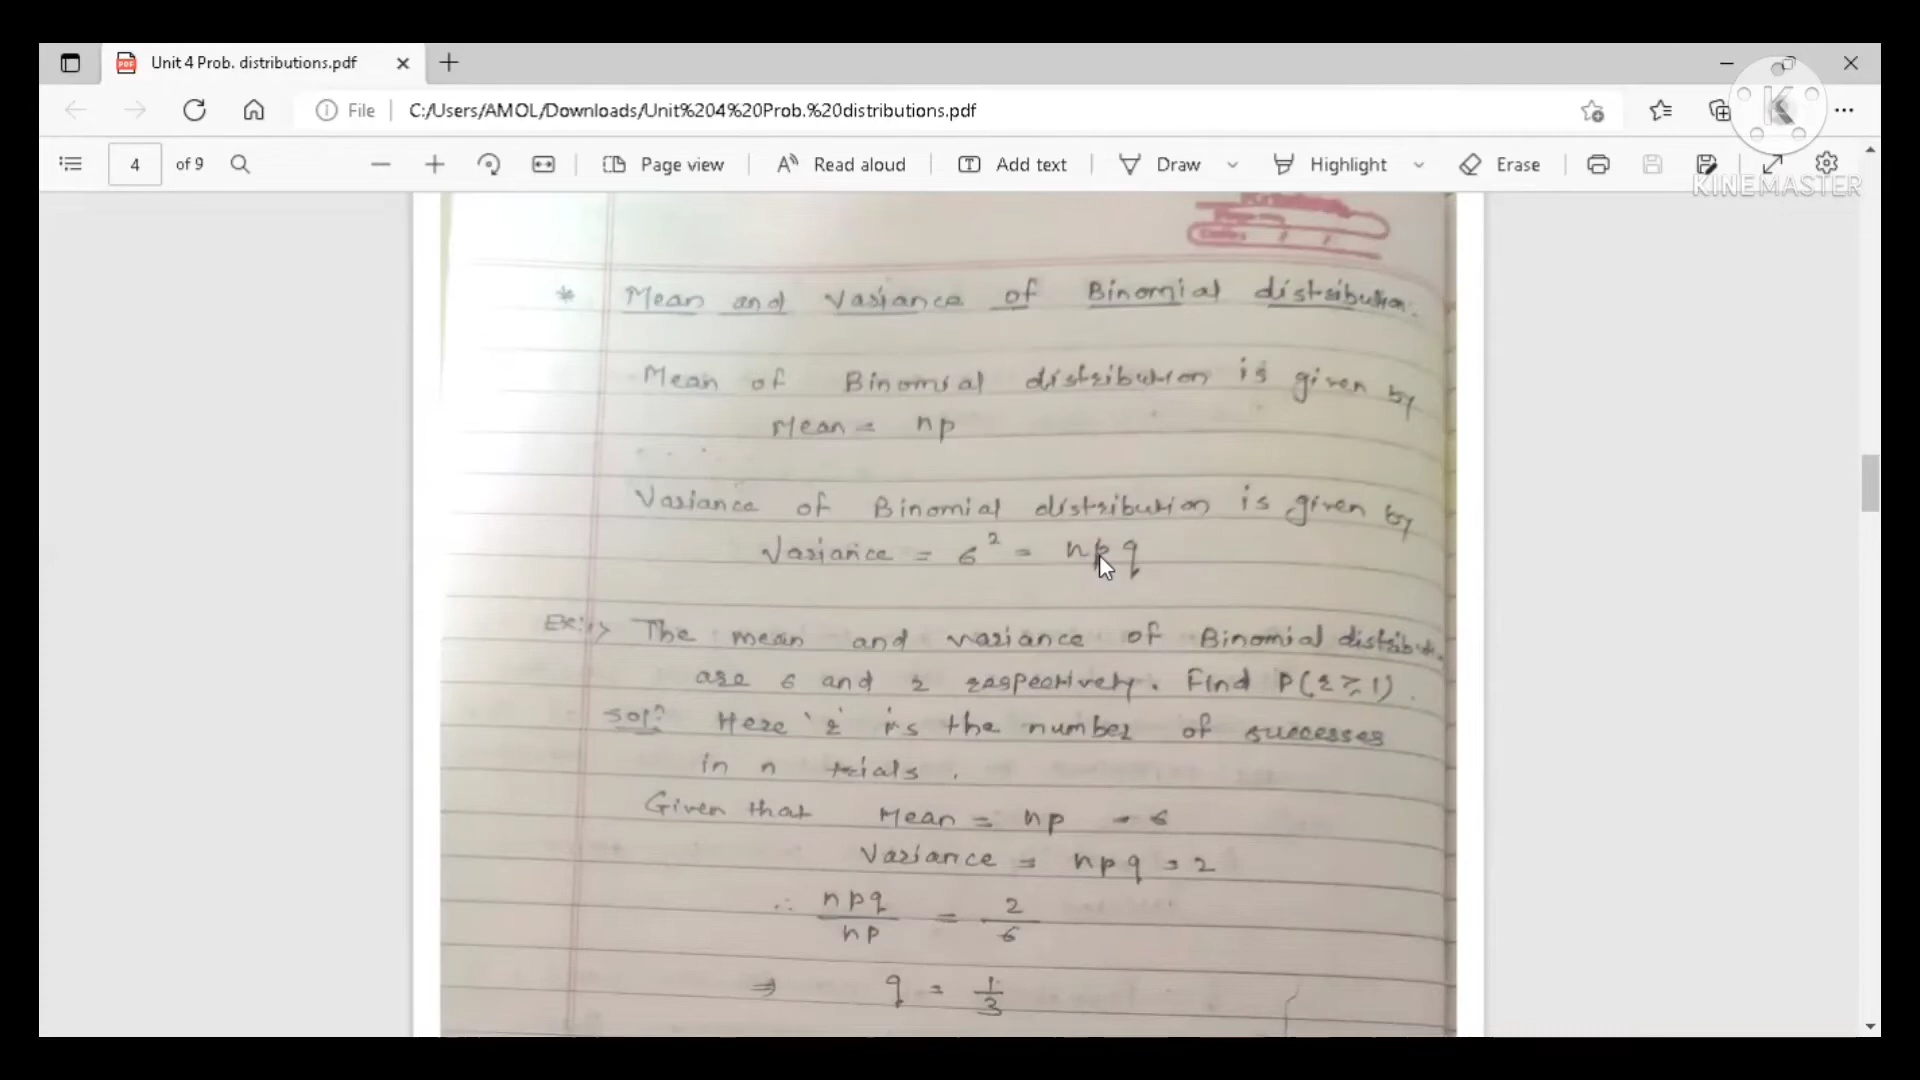 Unit 4 Prob. distributions.pdf
File
C:/Users/AMOL/Downloads/Unit%204%20Prob.%20distributions.pdf
4 of 9
Page view
Read aloud
Add text
Draw
Highlight
Erase
KINEMASTER
* Mean and Variance of Binomial distribution.
Mean of Binomial distribution is given by
Mean = np
Variance of Binomial distribution is given by
Variance = σ² = npq
Ex:1> The mean and variance of Binomial distribut.
are 6 and 2 respectively. Find P(r ≥ 1).
Solⁿ Here 'r' is the number of successes
in n trials.
Given that Mean = np = 6
Variance = npq = 2
∴ npq / np = 2 / 6
⇒ q = 1/3